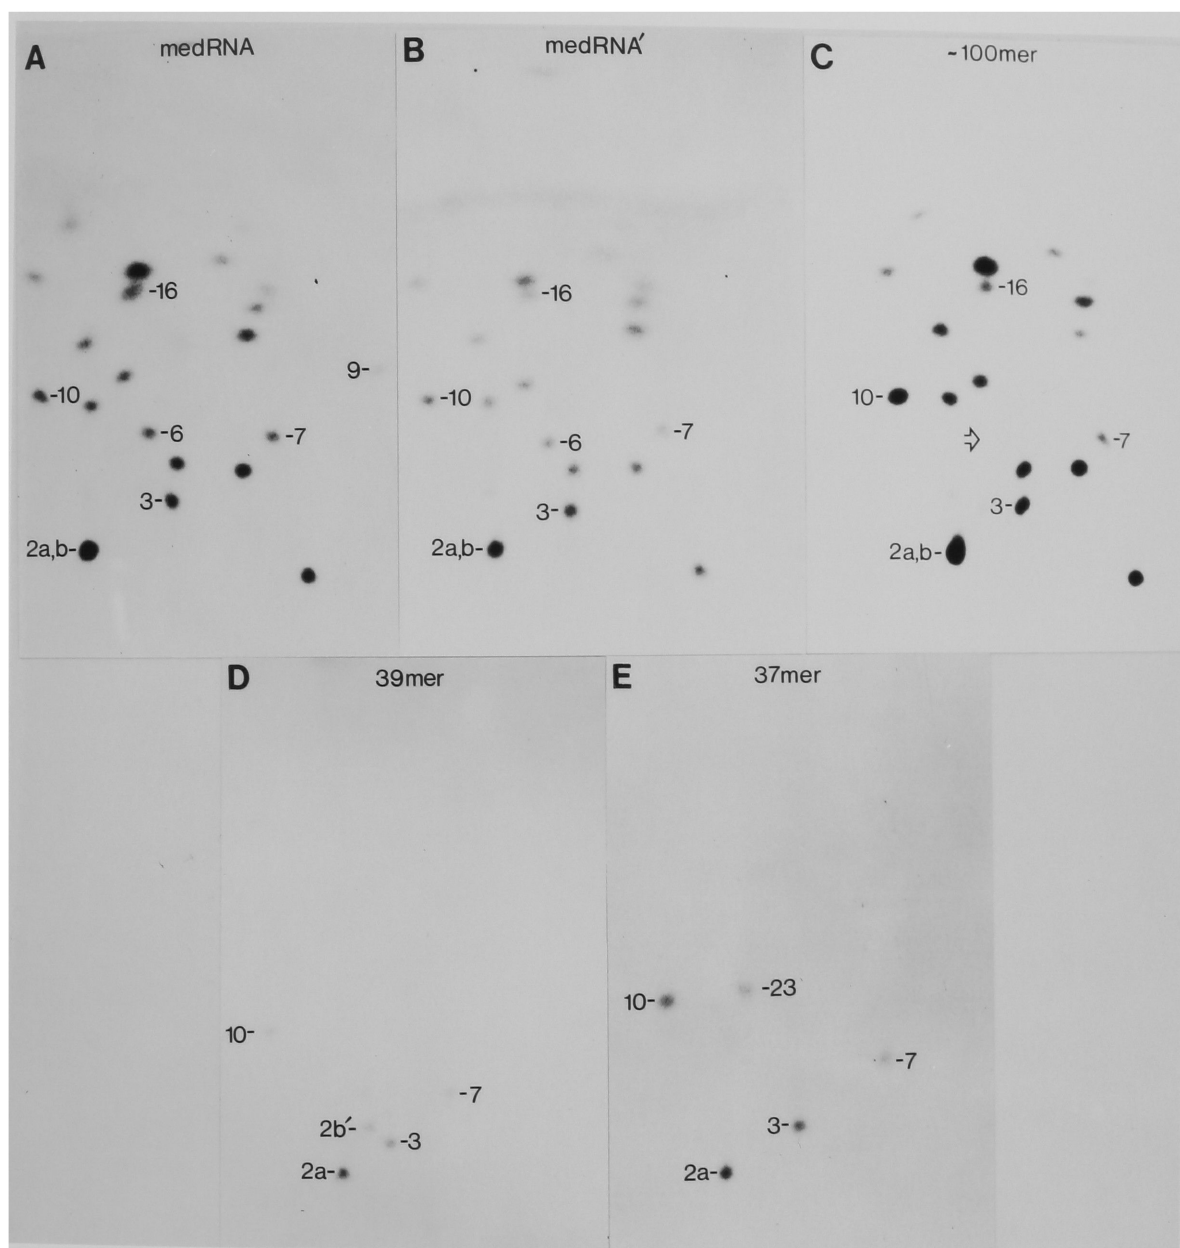 A medRNA
-16
9-
-10
-6 -7
3-
2a,b-
B medRNA′
-16
-10
-6 -7
3-
2a,b-
C ~100mer
-16
10-
-7
3-
2a,b-
D 39mer
10-
-7
2b′-
-3
2a-
E 37mer
-23
10-
-7
3-
2a-